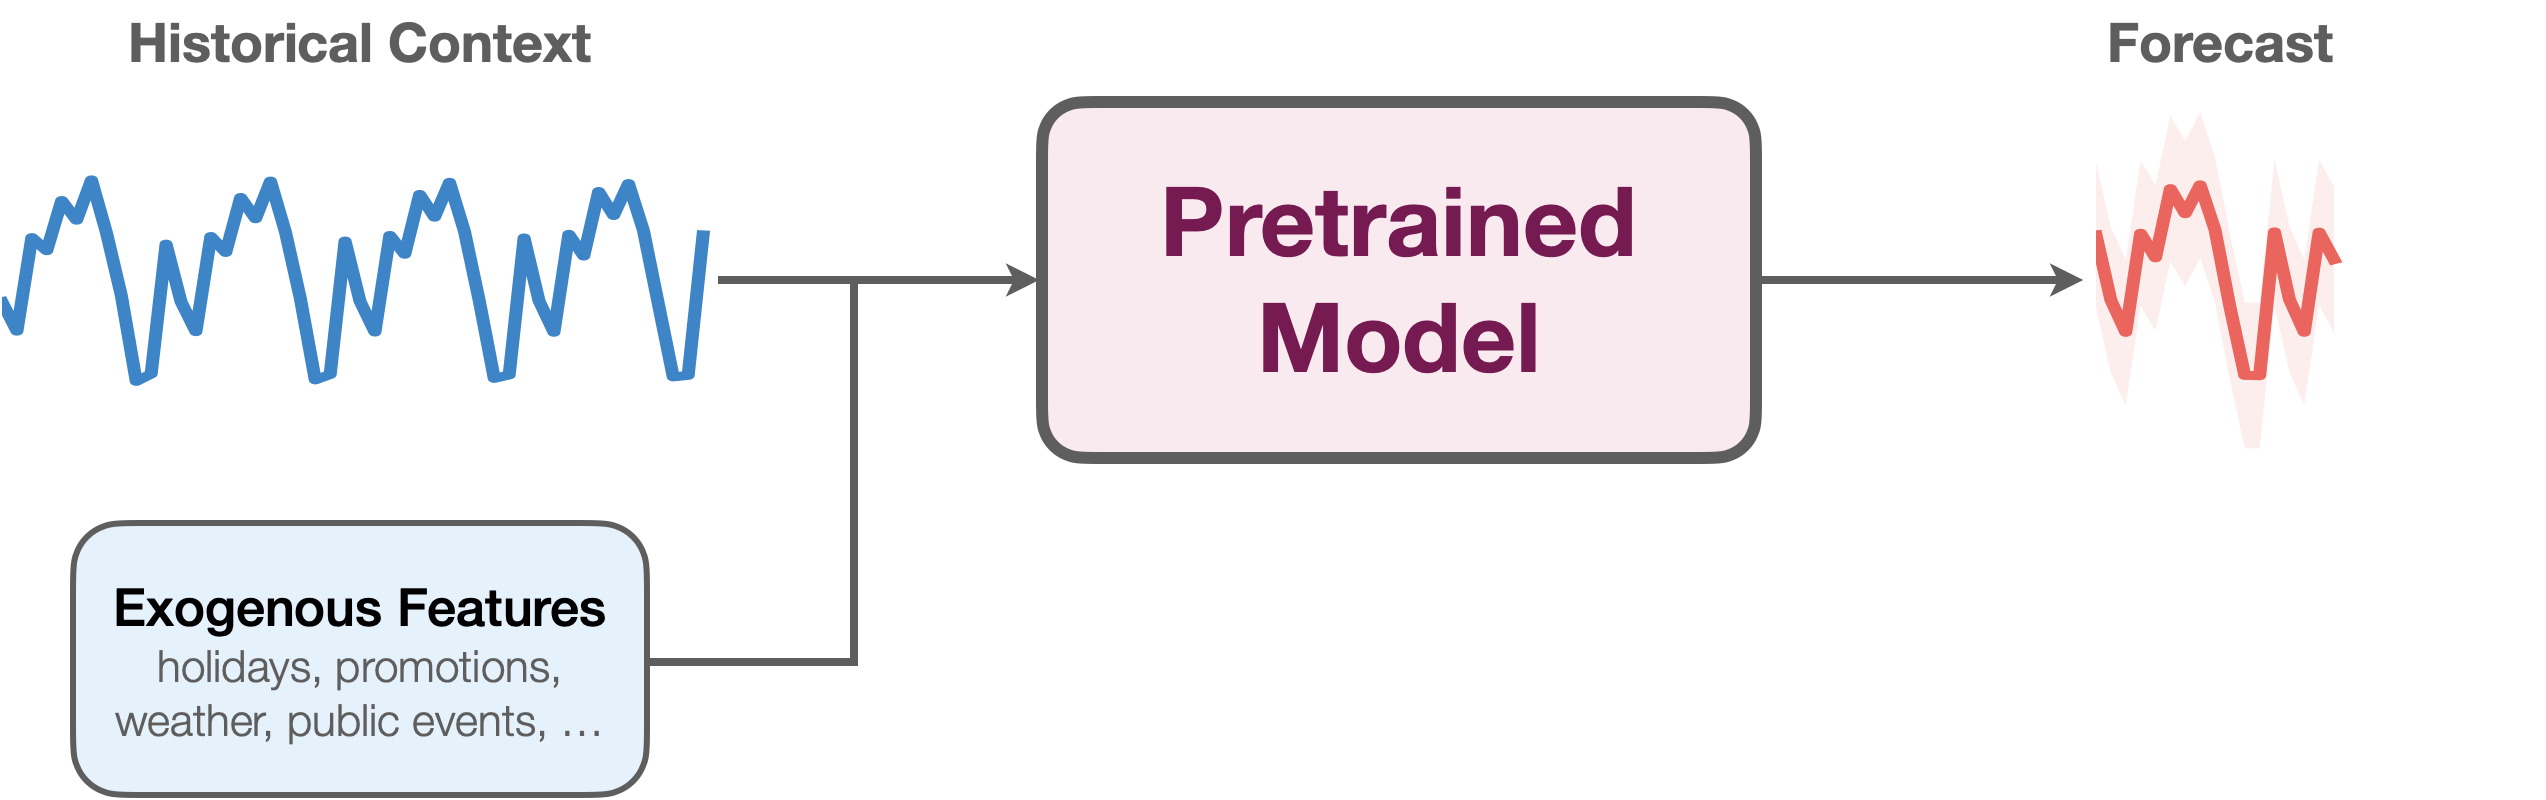 Historical Context
Forecast
Pretrained
Model
Exogenous Features
holidays, promotions,
weather, public events, …